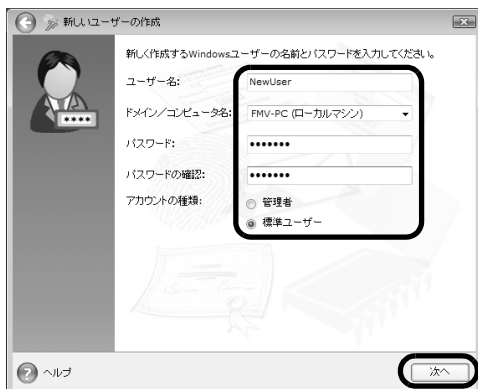 新しいユーザーの作成
新しく作成するWindowsユーザーの名前とパスワードを入力してください。
ユーザー名: NewUser
ドメイン／コンピュータ名: FMV-PC (ローカルマシン)
パスワード: •••••••
パスワードの確認: •••••••
アカウントの種類: 管理者
標準ユーザー
ヘルプ 次へ